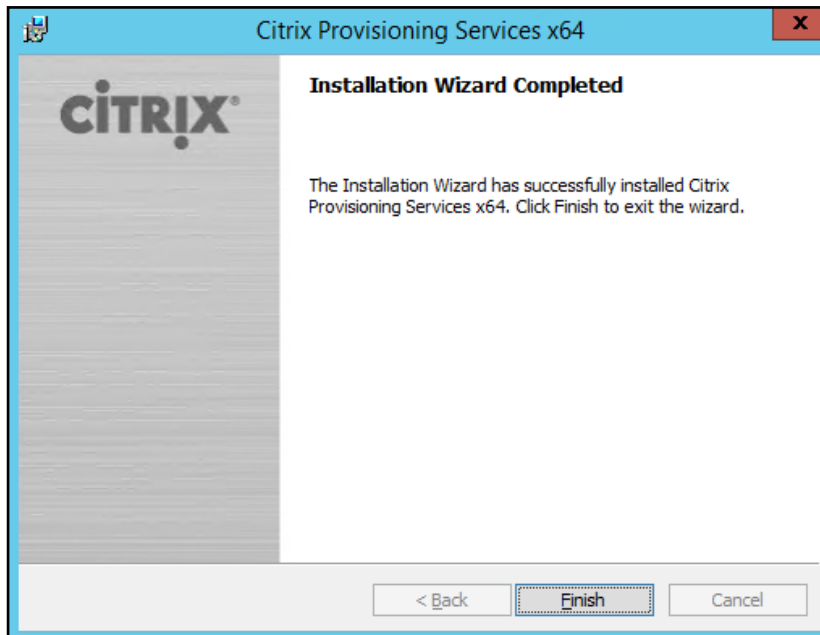 Citrix Provisioning Services x64
x
CITRIX®
Installation Wizard Completed
The Installation Wizard has successfully installed Citrix
Provisioning Services x64. Click Finish to exit the wizard.
< Back
Finish
Cancel